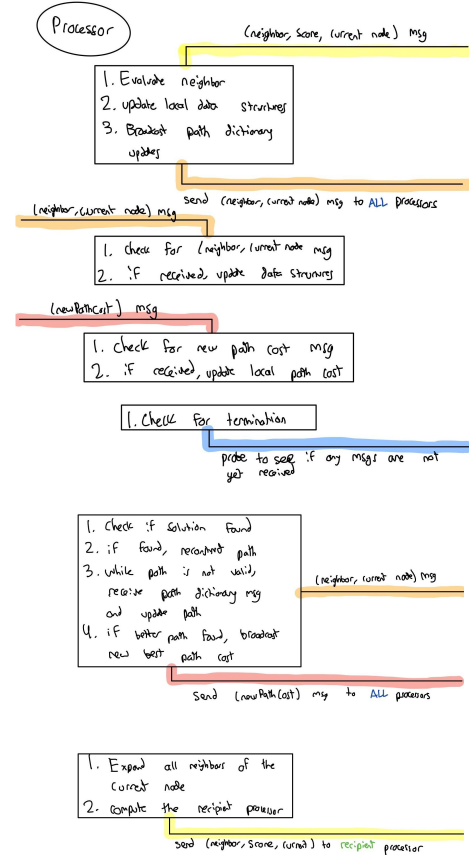 Processor
(neighbor, score, current node) msg
1. Evaluate neighbor
2. update local data structures
3. Broadcast path dictionary
updates
send (neighbor, current node) msg to ALL processors
(neighbor, current node) msg
1. check for (neighbor, current node msg
2. if received, update data structures
(newPathCost) msg
1. check for new path cost msg
2. if received, update local path cost
1. Check for termination
probe to see if any msgs are not
yet received
1. Check if solution found
2. if found, reconstruct path
3. while path is not valid,
receive path dictionary msg
and update path
4. if better path found, broadcast
new best path cost
(neighbor, current node) msg
send (newPathCost) msg to ALL processors
1. Expand all neighbors of the
current node
2. compute the recipient processor
send (neighbor, score, current) to recipient processor